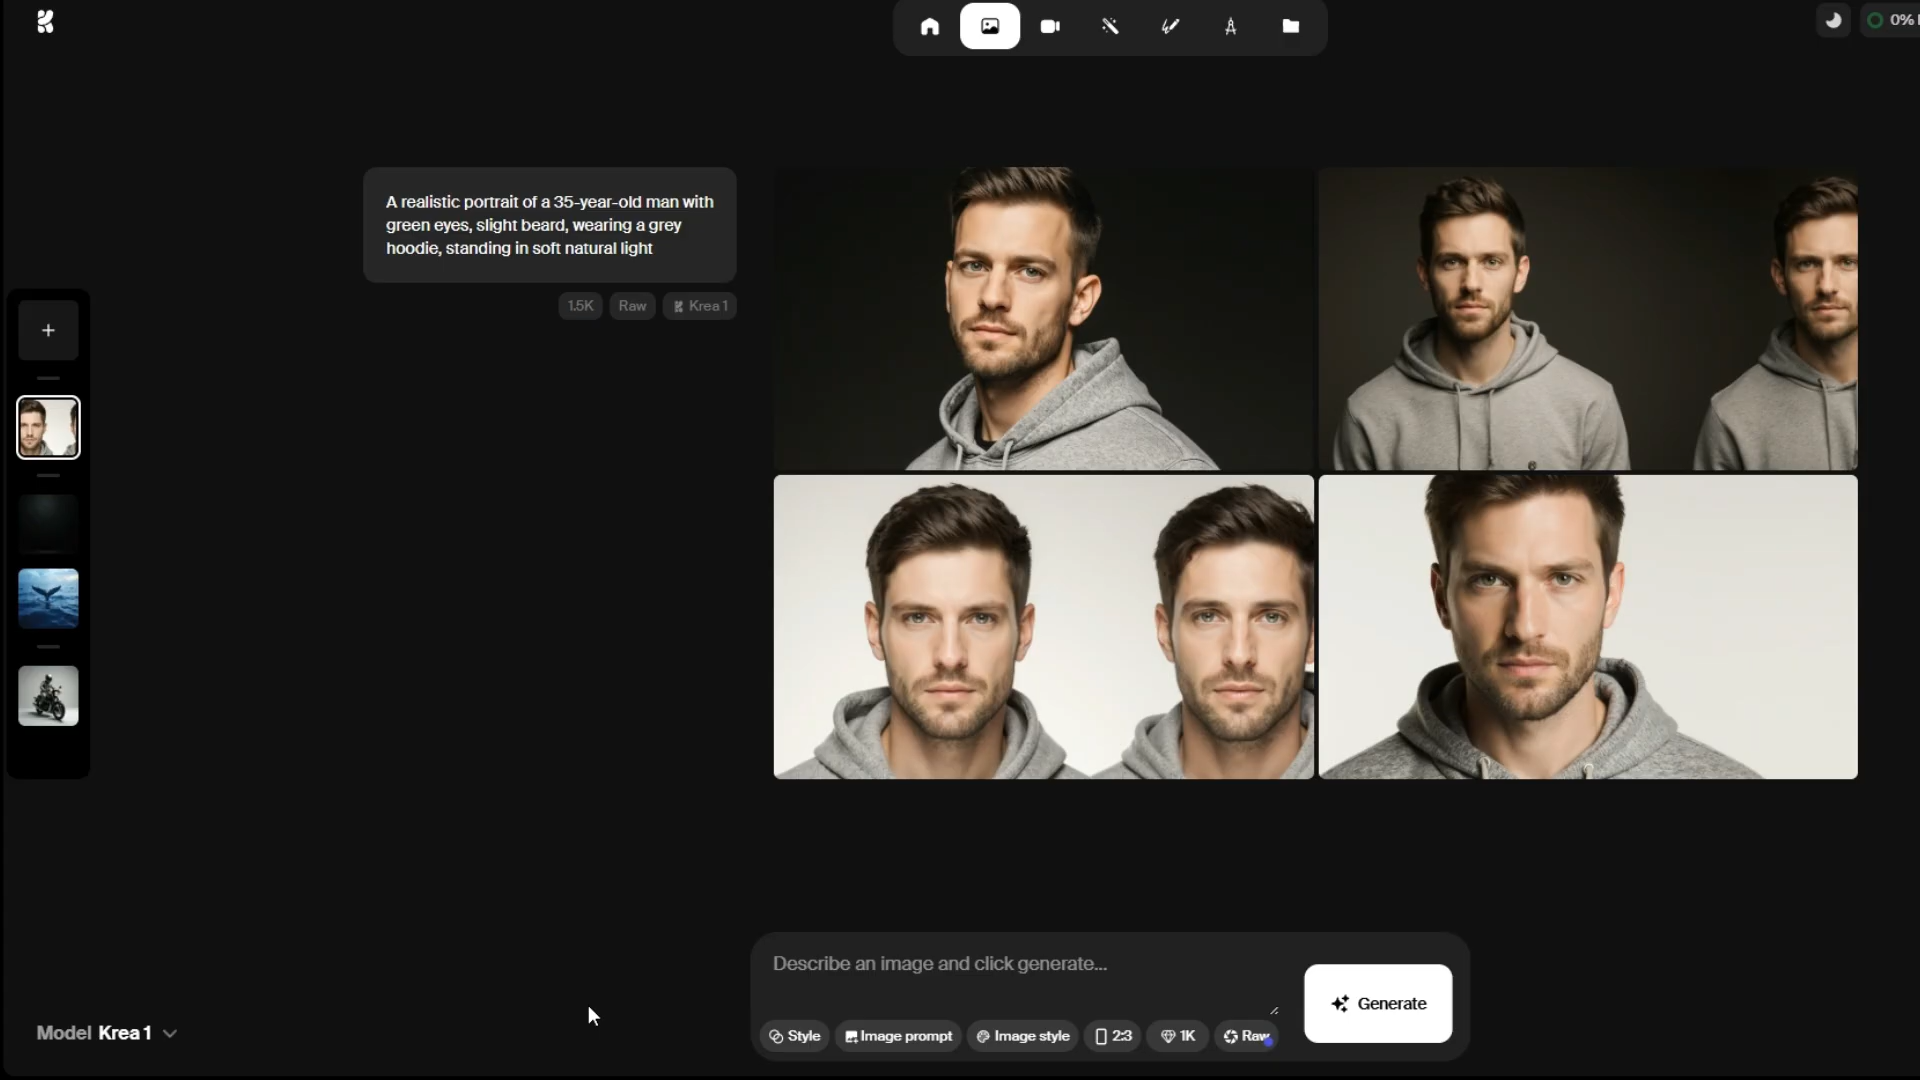 0%
A realistic portrait of a 35-year-old man with
green eyes, slight beard, wearing a grey
hoodie, standing in soft natural light
1.5K Raw Krea 1
Describe an image and click generate...
Generate
Model Krea 1
Style Image prompt Image style 2:3 1K Raw